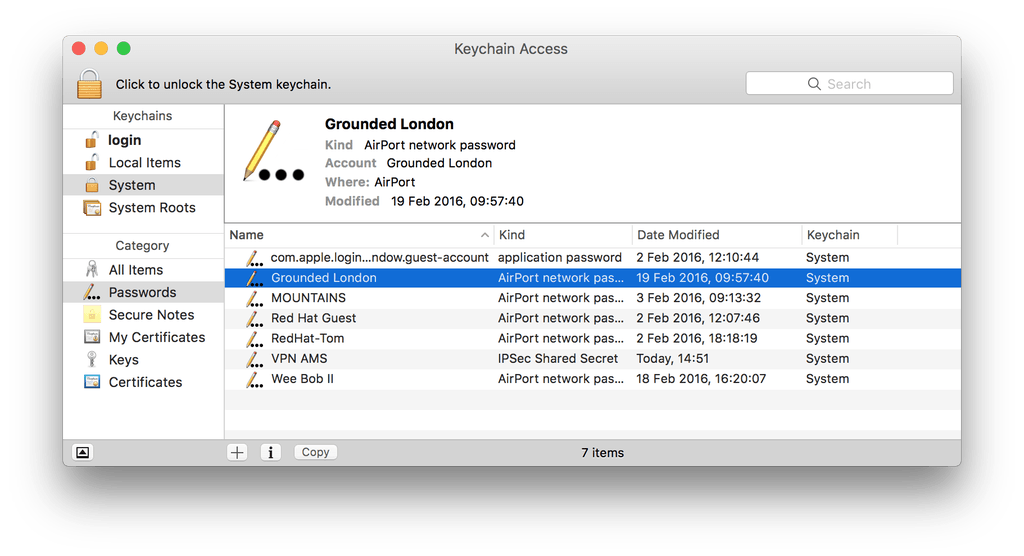 Keychain Access
Click to unlock the System keychain.
Search
Keychains
login
Local Items
System
System Roots
Category
All Items
Passwords
Secure Notes
My Certificates
Keys
Certificates
Grounded London
Kind AirPort network password
Account Grounded London
Where: AirPort
Modified 19 Feb 2016, 09:57:40
Name Kind Date Modified Keychain
com.apple.login...ndow.guest-account application password 2 Feb 2016, 12:10:44 System
Grounded London AirPort network pas... 19 Feb 2016, 09:57:40 System
MOUNTAINS AirPort network pas... 3 Feb 2016, 09:13:32 System
Red Hat Guest AirPort network pas... 2 Feb 2016, 12:07:46 System
RedHat-Tom AirPort network pas... 2 Feb 2016, 18:18:19 System
VPN AMS IPSec Shared Secret Today, 14:51 System
Wee Bob II AirPort network pas... 18 Feb 2016, 16:20:07 System
Copy 7 items